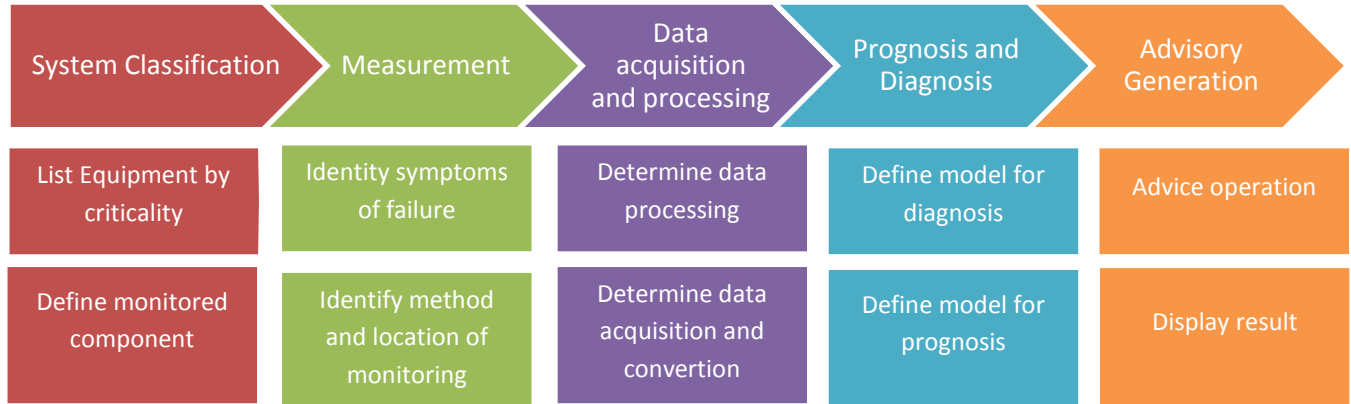 System Classification
Measurement
Data
acquisition
and processing
Prognosis and
Diagnosis
Advisory
Generation
List Equipment by
criticality
Identity symptoms
of failure
Determine data
processing
Define model for
diagnosis
Advice operation
Define monitored
component
Identify method
and location of
monitoring
Determine data
acquisition and
convertion
Define model for
prognosis
Display result